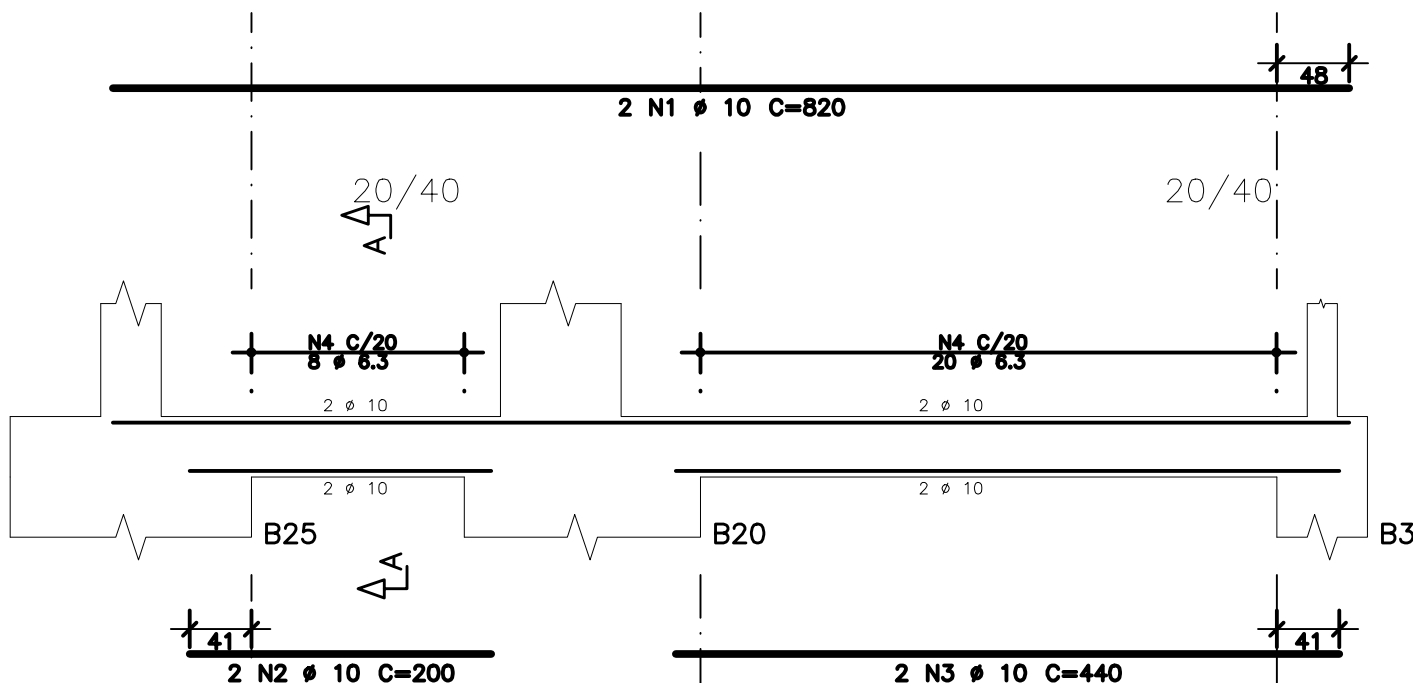 48
2 N1 ø 10 C=820
20/40 20/40
A
N4 C/20 N4 C/20
8 ø 6.3 20 ø 6.3
2 ø 10 2 ø 10
2 ø 10 2 ø 10
B25 B20 B3
A
41 41
2 N2 ø 10 C=200 2 N3 ø 10 C=440